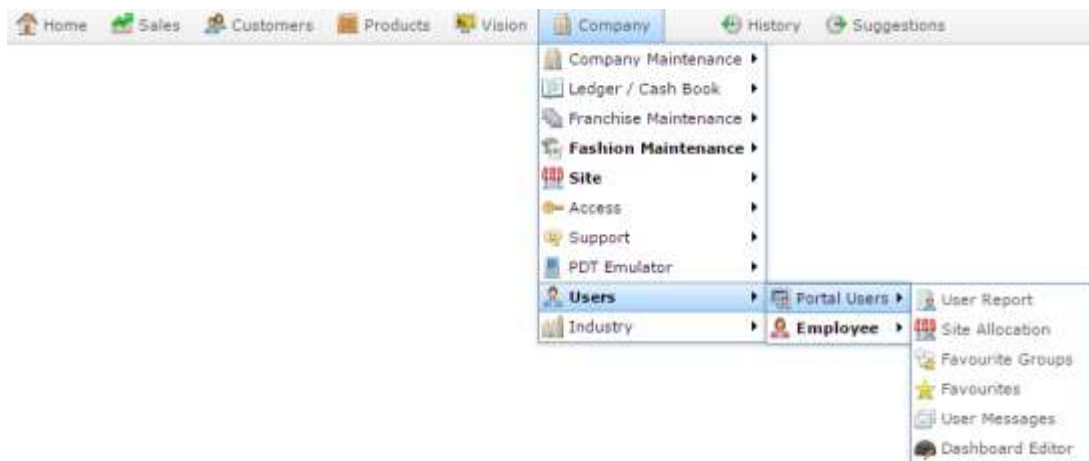 Home Sales Customers Products Vision Company History Suggestions
Company Maintenance
Ledger / Cash Book
Franchise Maintenance
Fashion Maintenance
Site
Access
Support
PDT Emulator
Users Portal Users User Report
Industry Employee Site Allocation
Favourite Groups
Favourites
User Messages
Dashboard Editor